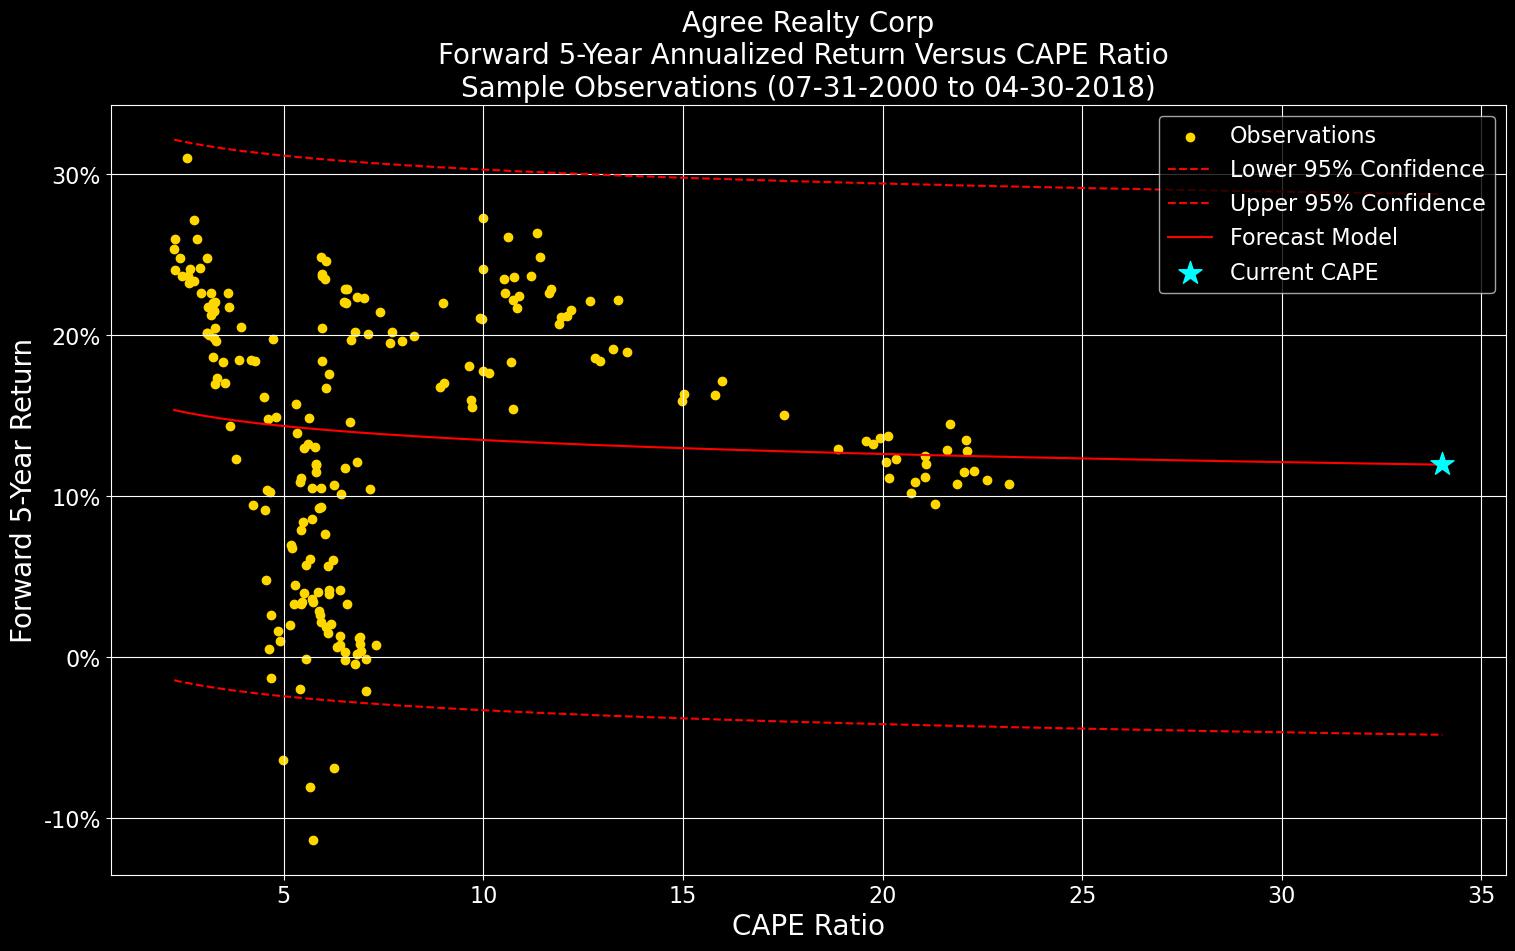 Agree Realty Corp
Forward 5-Year Annualized Return Versus CAPE Ratio
Sample Observations (07-31-2000 to 04-30-2018)
Observations
Lower 95% Confidence
Upper 95% Confidence
Forecast Model
Current CAPE
Forward 5-Year Return
30%
20%
10%
0%
-10%
5
10
15
20
25
30
35
CAPE Ratio